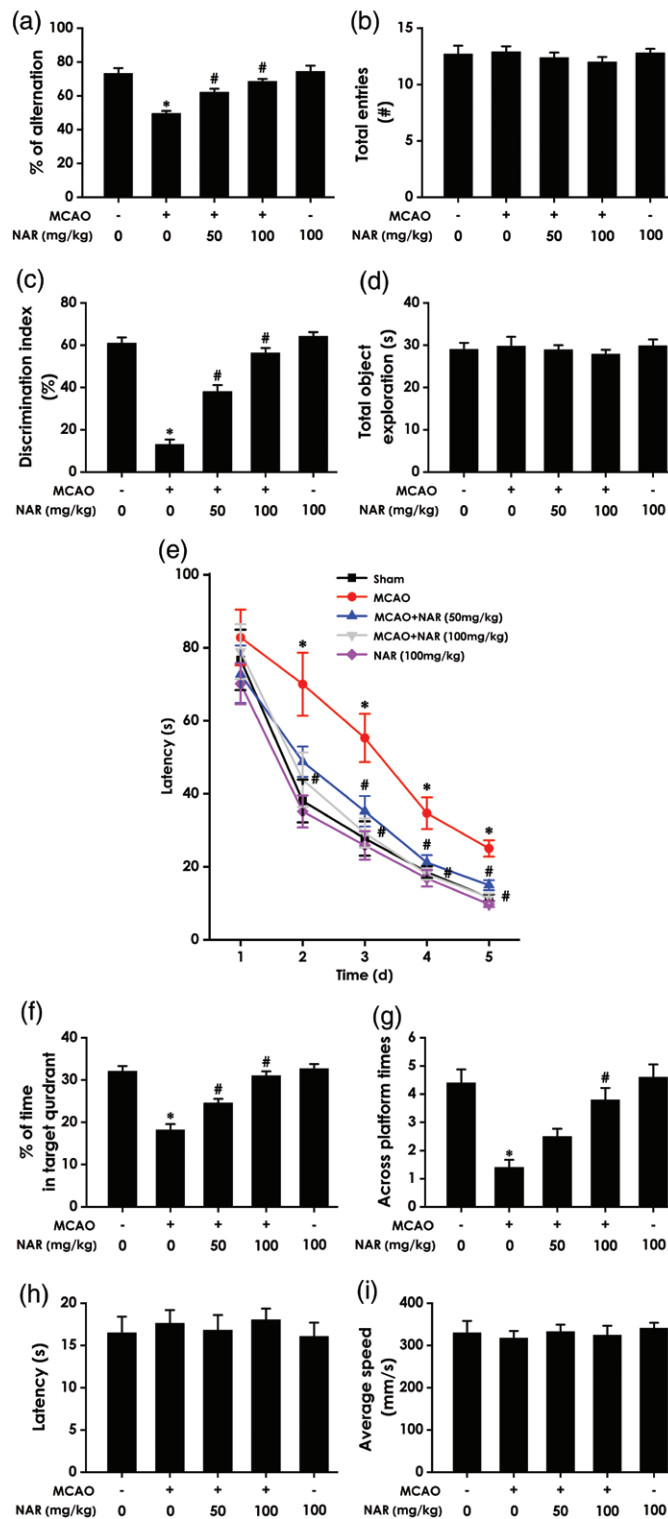 (a)
% of alternation
100
80
60
40
20
0
*
#
#
MCAO - + + + -
NAR (mg/kg) 0 0 50 100 100
(b)
Total entries
(#)
15
10
5
0
MCAO - + + + -
NAR (mg/kg) 0 0 50 100 100
(c)
Discrimination index
(%)
80
60
40
20
0
*
#
#
MCAO - + + + -
NAR (mg/kg) 0 0 50 100 100
(d)
Total object
exploration (s)
40
30
20
10
0
MCAO - + + + -
NAR (mg/kg) 0 0 50 100 100
(e)
Latency (s)
100
80
60
40
20
0
Sham
MCAO
MCAO+NAR (50mg/kg)
MCAO+NAR (100mg/kg)
NAR (100mg/kg)
*
*
*
*
#
#
#
#
#
#
#
1 2 3 4 5
Time (d)
(f)
% of time
in target qurdrant
40
30
20
10
0
*
#
#
MCAO - + + + -
NAR (mg/kg) 0 0 50 100 100
(g)
Across platform times
6
5
4
3
2
1
0
*
#
MCAO - + + + -
NAR (mg/kg) 0 0 50 100 100
(h)
Latency (s)
20
15
10
5
0
MCAO - + + + -
NAR (mg/kg) 0 0 50 100 100
(i)
Average speed
(mm/s)
400
300
200
100
0
MCAO - + + + -
NAR (mg/kg) 0 0 50 100 100